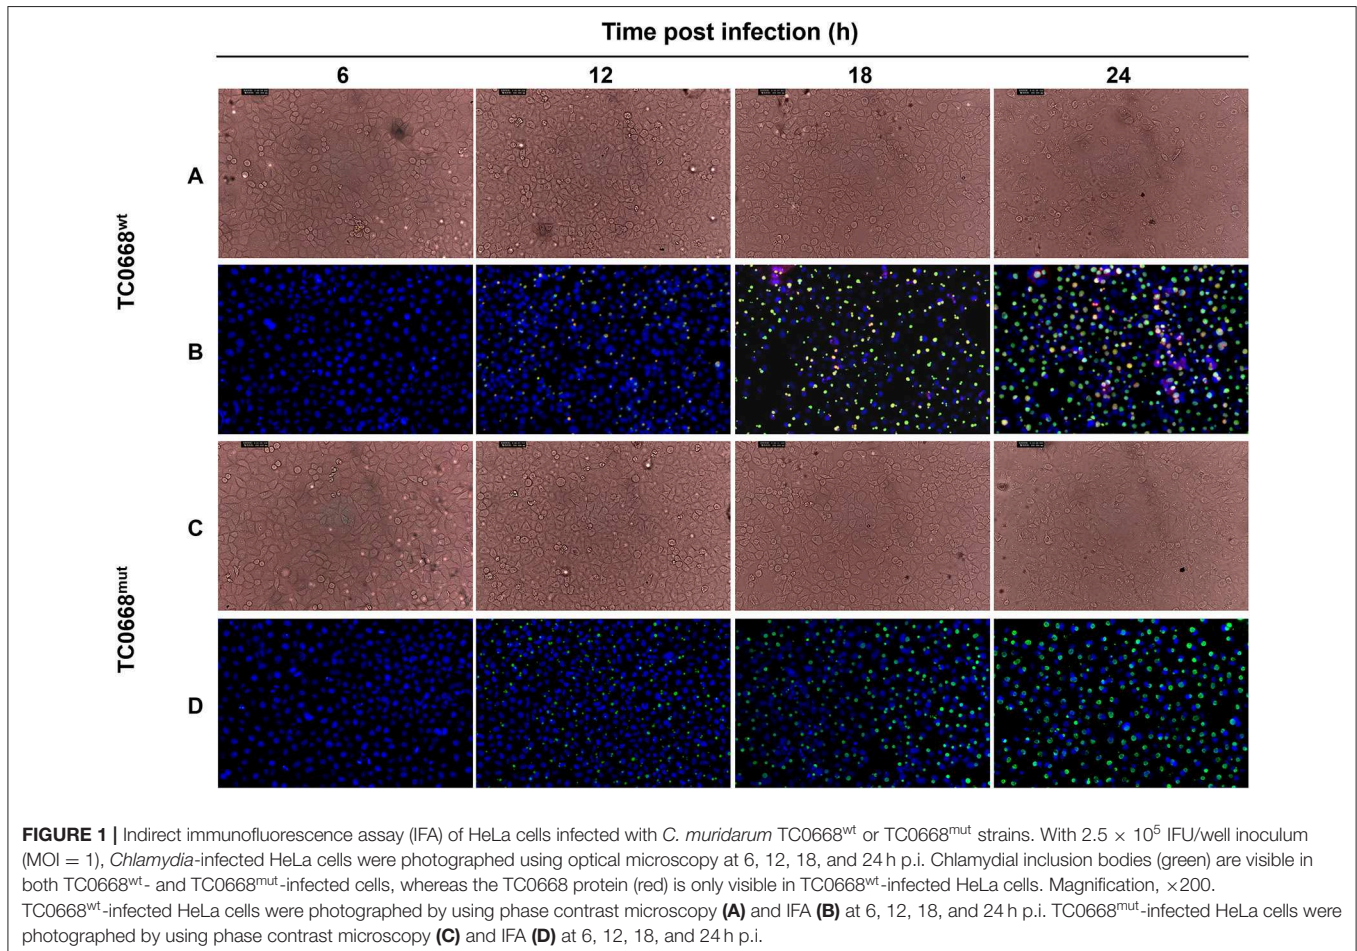 Time post infection (h)
6 12 18 24
A
TC0668wt
B
C
TC0668mut
D
FIGURE 1 | Indirect immunofluorescence assay (IFA) of HeLa cells infected with C. muridarum TC0668wt or TC0668mut strains. With 2.5 × 10⁵ IFU/well inoculum
(MOI = 1), Chlamydia-infected HeLa cells were photographed using optical microscopy at 6, 12, 18, and 24 h p.i. Chlamydial inclusion bodies (green) are visible in
both TC0668wt- and TC0668mut-infected cells, whereas the TC0668 protein (red) is only visible in TC0668wt-infected HeLa cells. Magnification, ×200.
TC0668wt-infected HeLa cells were photographed by using phase contrast microscopy (A) and IFA (B) at 6, 12, 18, and 24 h p.i. TC0668mut-infected HeLa cells were
photographed by using phase contrast microscopy (C) and IFA (D) at 6, 12, 18, and 24 h p.i.